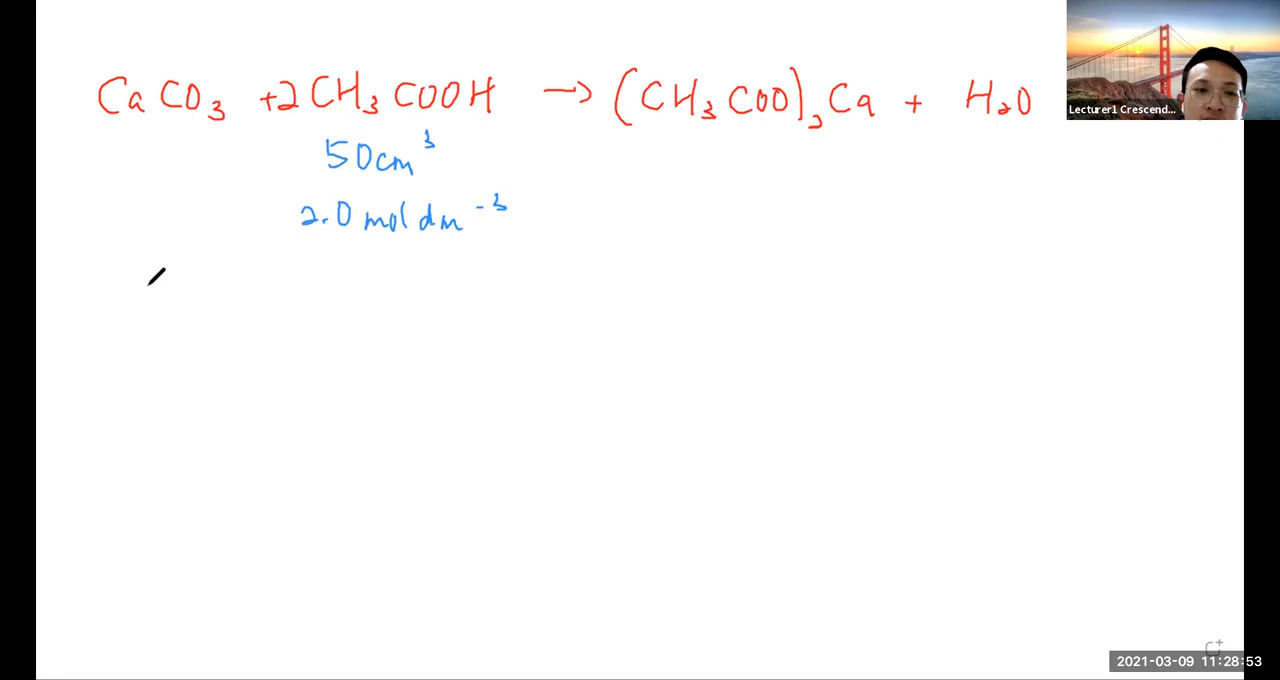 CaCO₃ + 2CH₃COOH → (CH₃COO)₂Ca + H₂O
50cm³
2.0 mol dm⁻³
Lecturer1 Crescend...
2021-03-09 11:28:53